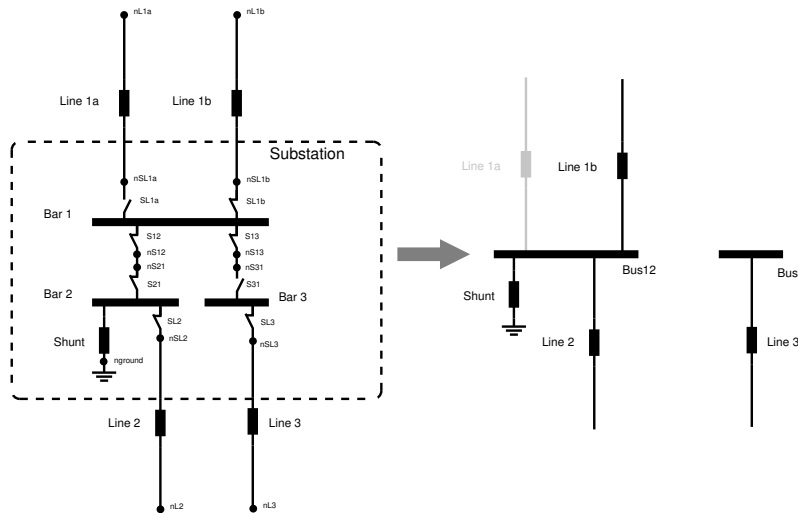 nL1a
nL1b
Line 1a
Line 1b
Substation
nSL1a
nSL1b
SL1a
SL1b
Bar 1
S12
S13
nS12
nS13
nS21
nS31
S21
S31
Bar 2
Bar 3
SL2
SL3
Shunt
nSL2
nSL3
nground
Line 2
Line 3
nL2
nL3
Line 1a
Line 1b
Bus12
Bus
Shunt
Line 2
Line 3